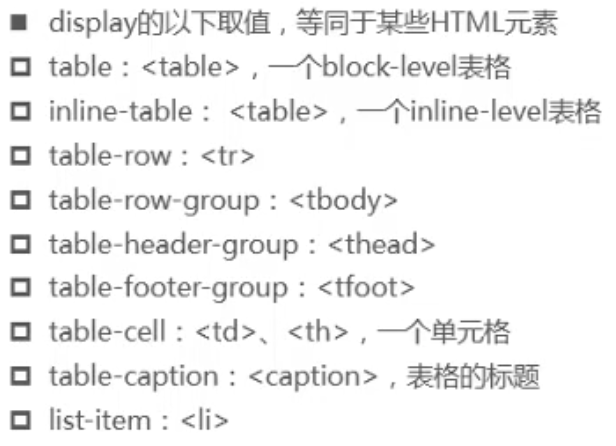 ■ display的以下取值，等同于某些HTML元素
□ table：<table>，一个block-level表格
□ inline-table： <table>，一个inline-level表格
□ table-row：<tr>
□ table-row-group：<tbody>
□ table-header-group：<thead>
□ table-footer-group：<tfoot>
□ table-cell：<td>、<th>，一个单元格
□ table-caption：<caption>，表格的标题
□ list-item：<li>